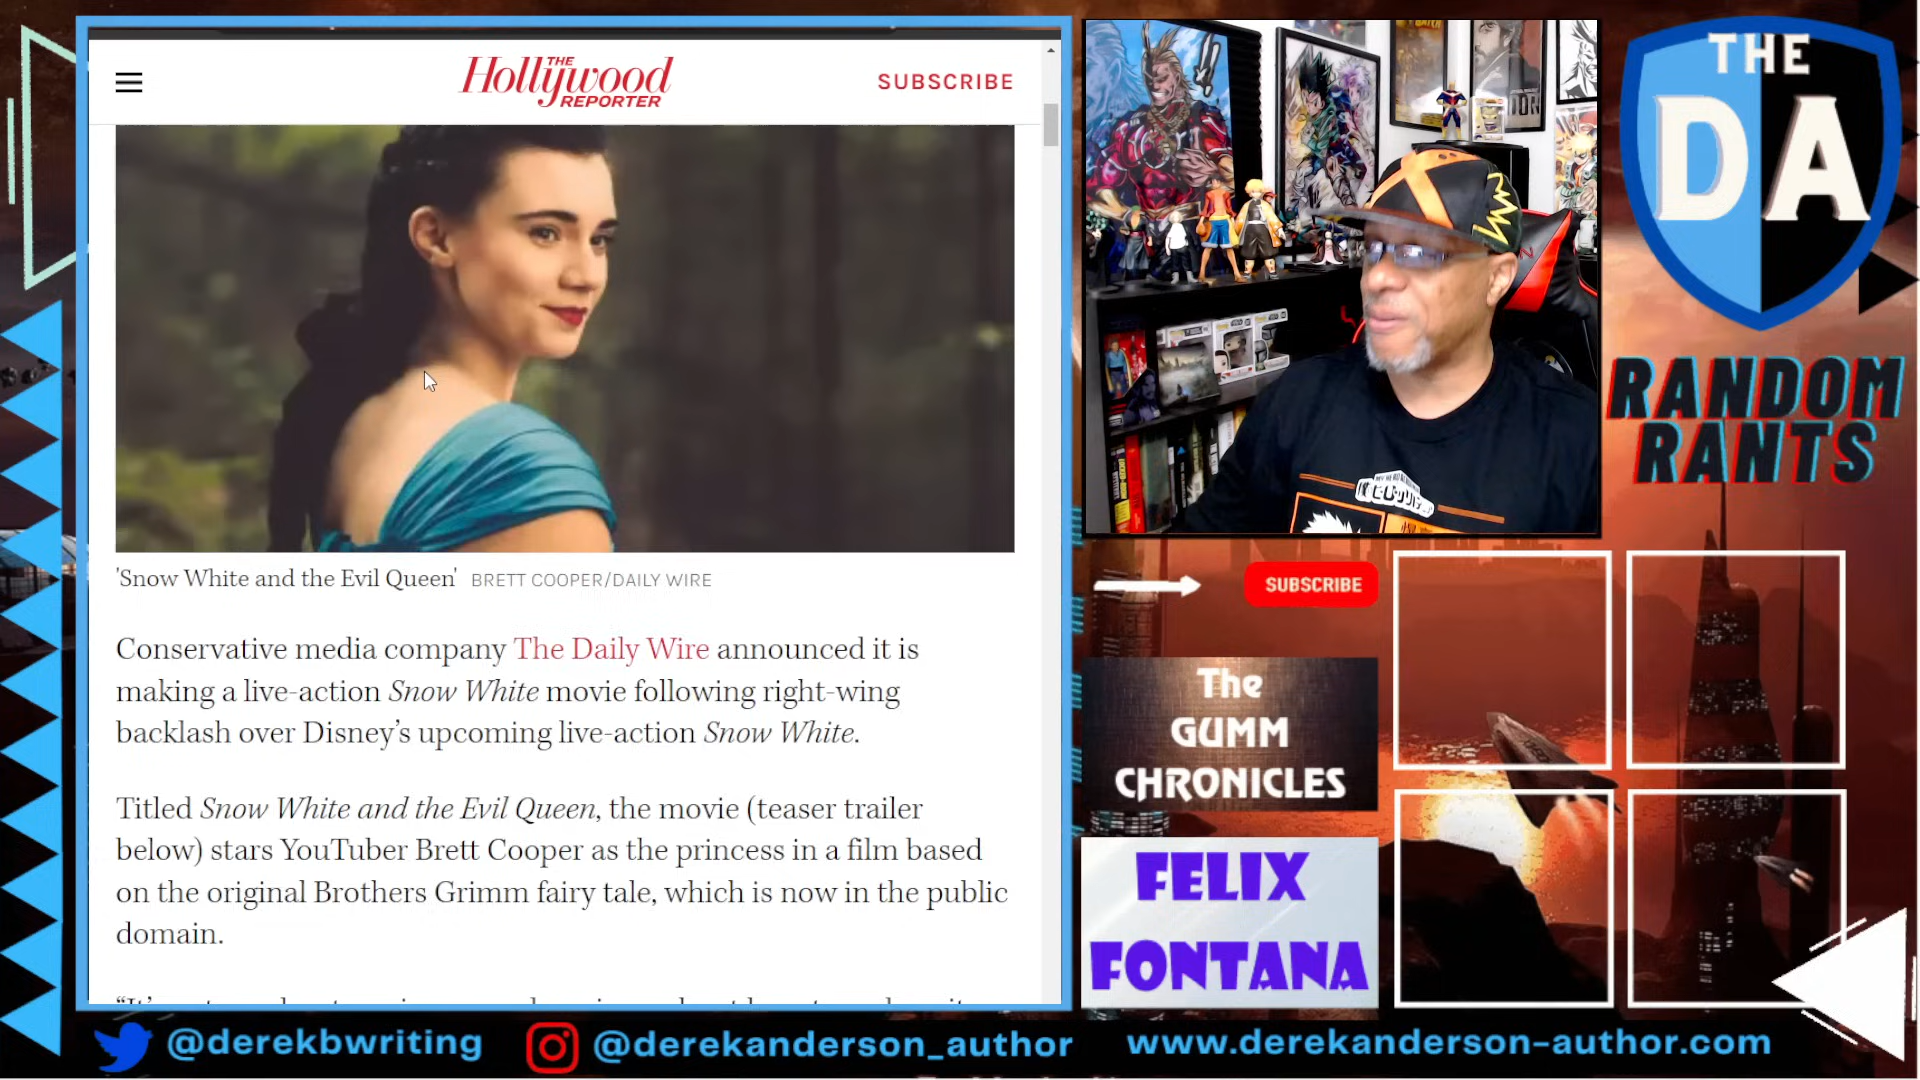 THE
Hollywood
REPORTER
SUBSCRIBE
'Snow White and the Evil Queen' BRETT COOPER/DAILY WIRE
Conservative media company The Daily Wire announced it is
making a live-action Snow White movie following right-wing
backlash over Disney's upcoming live-action Snow White.
Titled Snow White and the Evil Queen, the movie (teaser trailer
below) stars YouTuber Brett Cooper as the princess in a film based
on the original Brothers Grimm fairy tale, which is now in the public
domain.
THE
DA
RANDOM
RANTS
SUBSCRIBE
The
GUMM
CHRONICLES
FELIX
FONTANA
@derekbwriting
@derekanderson_author
www.derekanderson-author.com